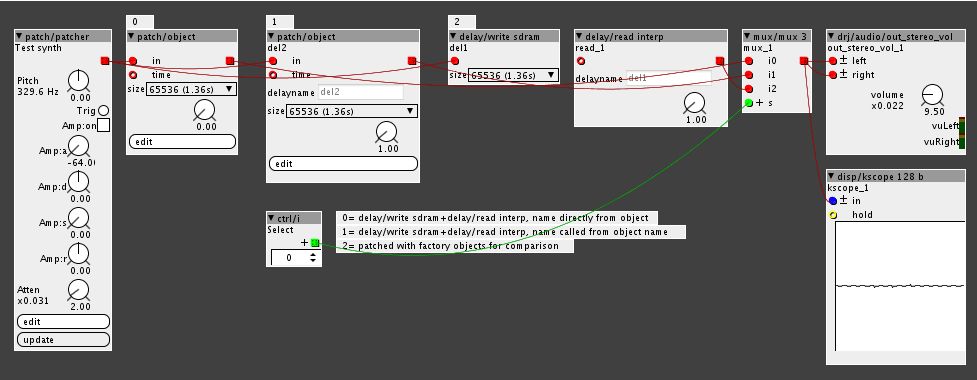 0
1
2
patch/patcher
Test synth
Pitch
329.6 Hz
0.00
Trig
Amp:on
Amp:a
-64.0
Amp:d
0.00
Amp:s
0.00
Amp:r
0.00
Atten
x0.031
2.00
edit
update
patch/object
in
time
size 65536 (1.36s)
0.00
edit
patch/object
del2
in
time
delayname del2
size 65536 (1.36s)
1.00
edit
delay/write sdram
del1
size 65536 (1.36s)
delay/read interp
read_1
delayname del1
1.00
mux/mux 3
mux_1
i0
i1
i2
+ s
drj/audio/out_stereo_vol
out_stereo_vol_1
± left
± right
volume
x0.022
9.50
vuLeft
vuRight
disp/kscope 128 b
kscope_1
± in
hold
ctrl/i
Select
+
0
0= delay/write sdram+delay/read interp, name directly from object
1= delay/write sdram+delay/read interp, name called from object name
2= patched with factory objects for comparison